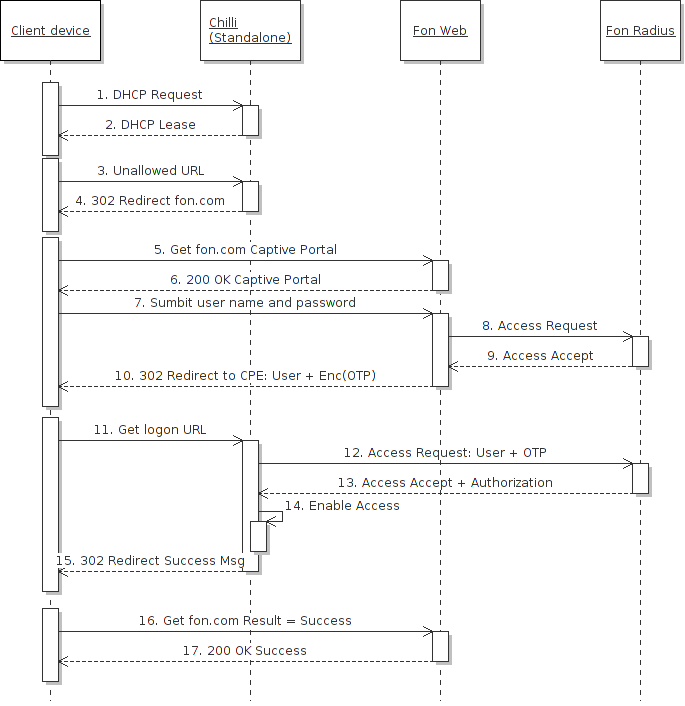 Client device
Chilli
(Standalone)
Fon Web
Fon Radius
1. DHCP Request
2. DHCP Lease
3. Unallowed URL
4. 302 Redirect fon.com
5. Get fon.com Captive Portal
6. 200 OK Captive Portal
7. Sumbit user name and password
8. Access Request
9. Access Accept
10. 302 Redirect to CPE: User + Enc(OTP)
11. Get logon URL
12. Access Request: User + OTP
13. Access Accept + Authorization
14. Enable Access
15. 302 Redirect Success Msg
16. Get fon.com Result = Success
17. 200 OK Success